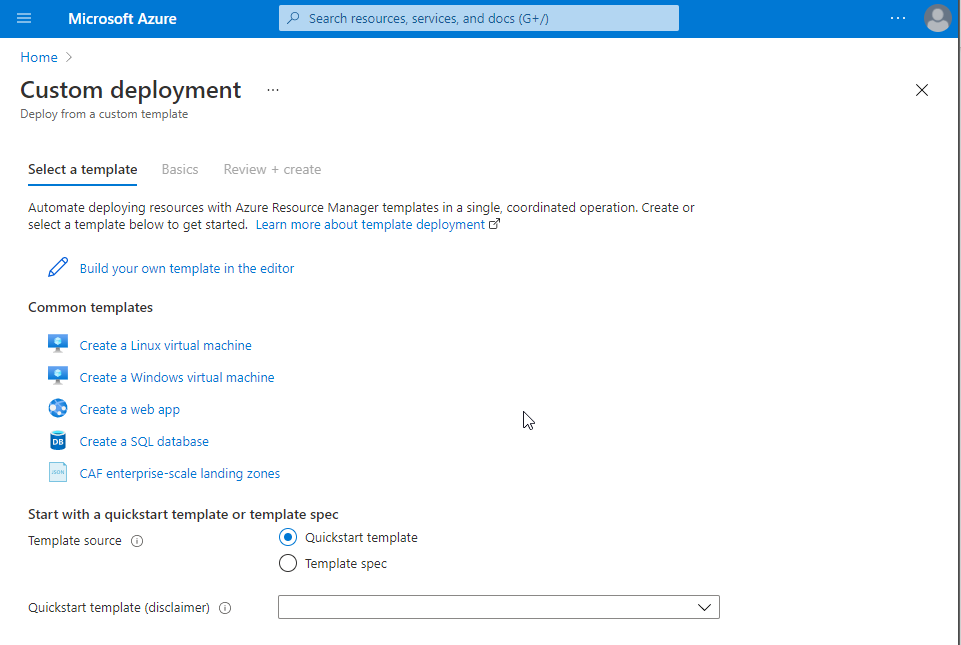 Microsoft Azure
Search resources, services, and docs (G+/)
Home
Custom deployment
Deploy from a custom template
Select a template
Basics
Review + create
Automate deploying resources with Azure Resource Manager templates in a single, coordinated operation. Create or
select a template below to get started. Learn more about template deployment
Build your own template in the editor
Common templates
Create a Linux virtual machine
Create a Windows virtual machine
Create a web app
DB
Create a SQL database
JSON
CAF enterprise-scale landing zones
Start with a quickstart template or template spec
Template source
Quickstart template
Template spec
Quickstart template (disclaimer)